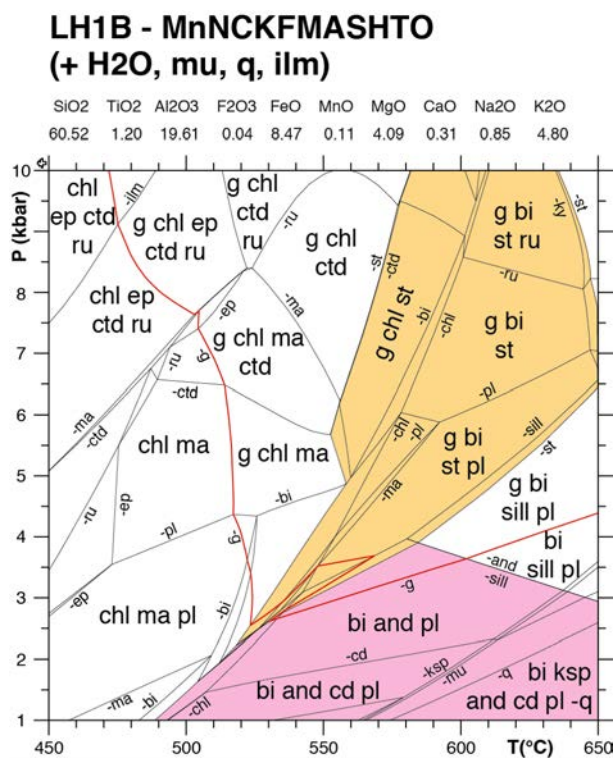 LH1B - MnNCKFMASHTO
(+ H2O, mu, q, ilm)
SiO2 TiO2 Al2O3 F2O3 FeO MnO MgO CaO Na2O K2O
60.52 1.20 19.61 0.04 8.47 0.11 4.09 0.31 0.85 4.80
10
P (kbar)
9
8
7
6
5
4
3
2
1
450 500 550 600 650
T(°C)
chl
ep ctd
ru
-ilm
g chl ep
ctd ru
g chl
ctd
ru
-ru
g chl
ctd
-st
-ctd
g chl st
-bi
-chl
g bi
st ru
-ky
-st
-ru
chl ep
ctd ru
-ep
-g
g chl ma
ctd
-ma
g bi
st
-ru
-ctd
-ma
-ctd
chl ma
-ru
-ep
g chl ma
-bi
-pl
-chl
-pl
g bi
st pl
-ma
-sill
-st
g bi
sill pl
-pl
-g
-ep
chl ma pl
-bi
-and
-sill
bi
sill pl
-g
bi and pl
-cd
-ma
-bi
-chl
bi and cd pl
-ksp
-mu
-q
bi ksp
and cd pl -q